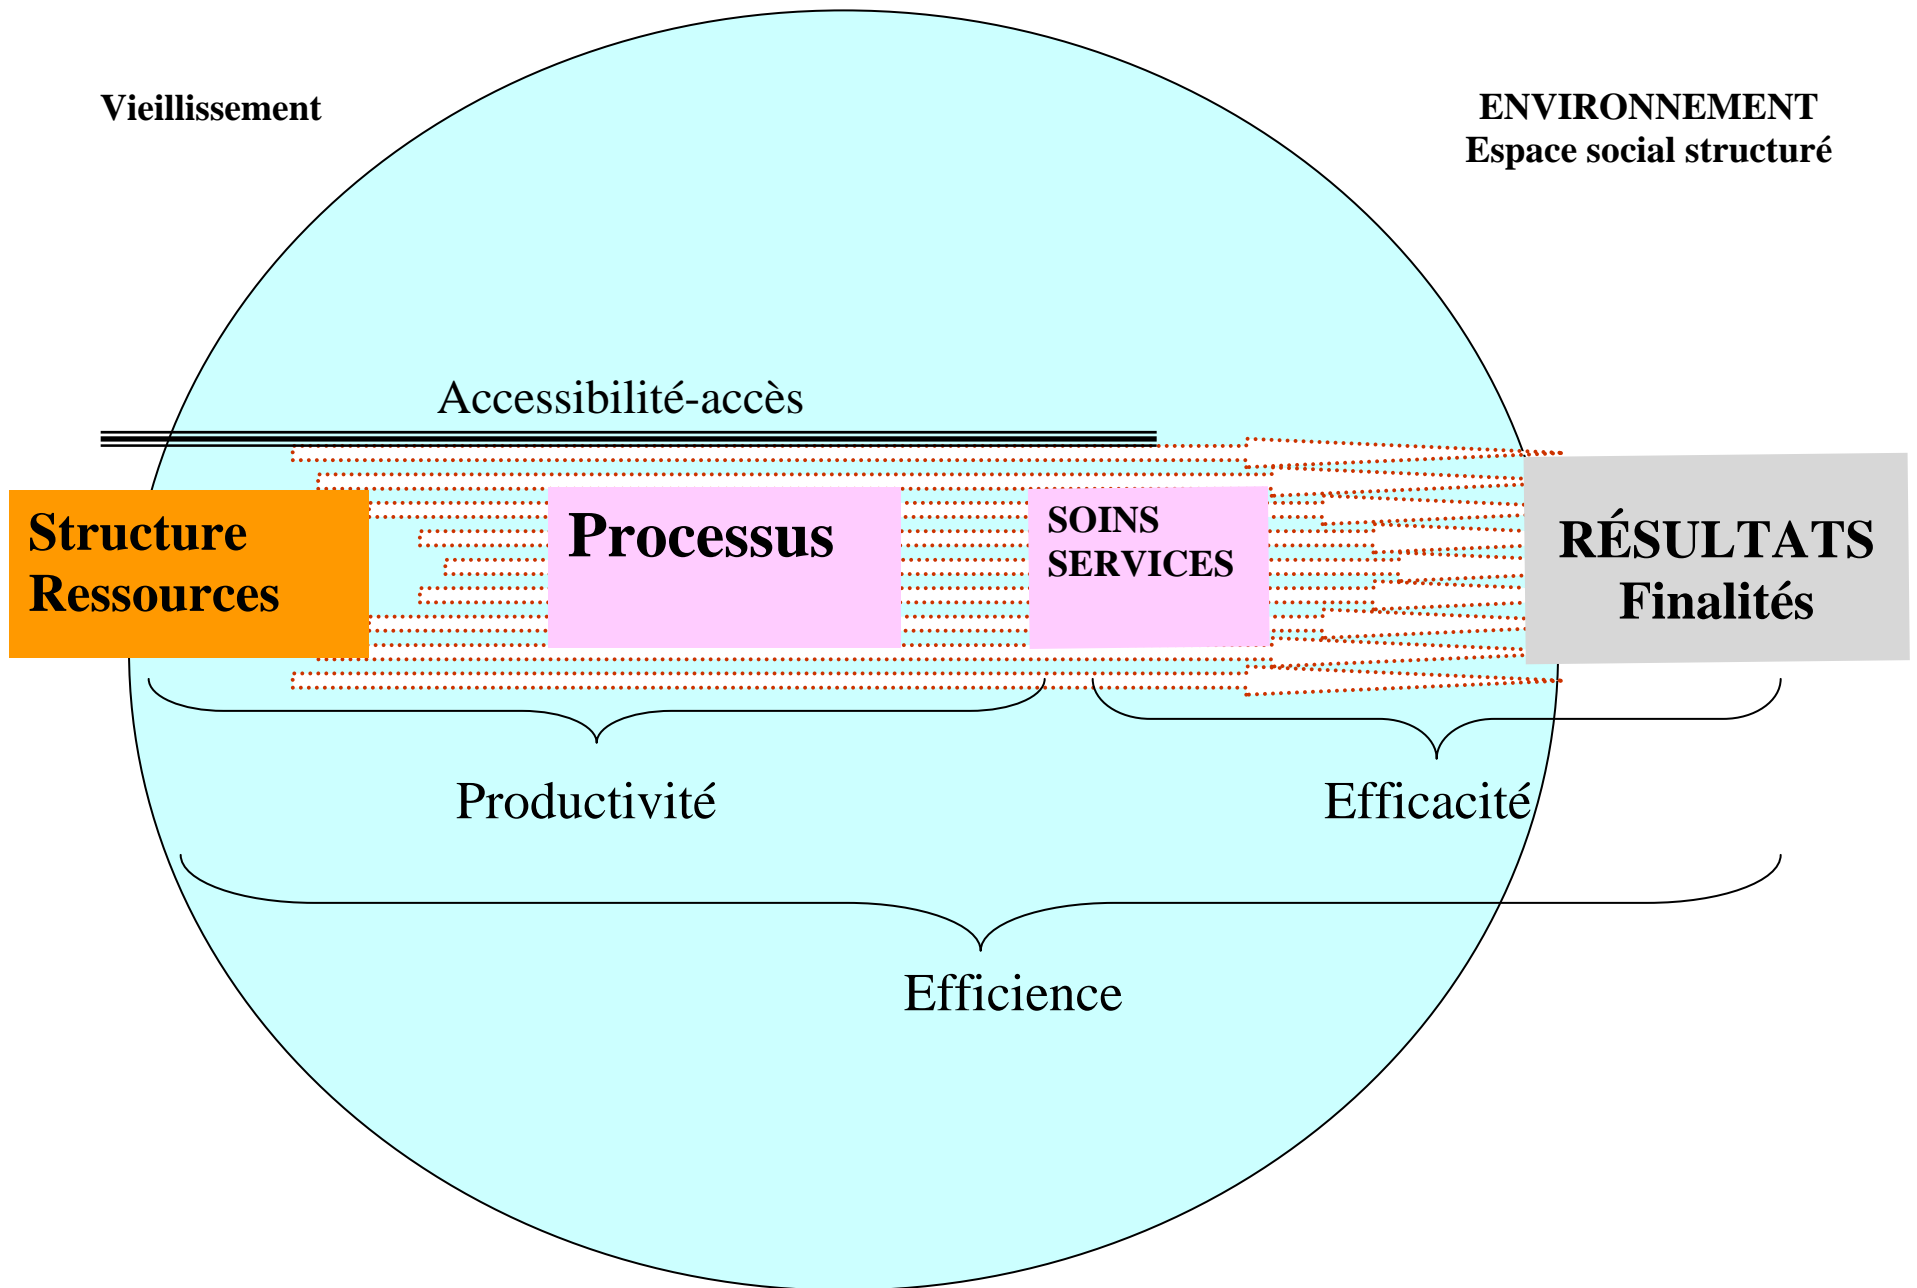 Vieillissement
ENVIRONNEMENT
Espace social structuré
Accessibilité-accès
Structure
Ressources
Processus
SOINS
SERVICES
RÉSULTATS
Finalités
Productivité
Efficacité
Efficience